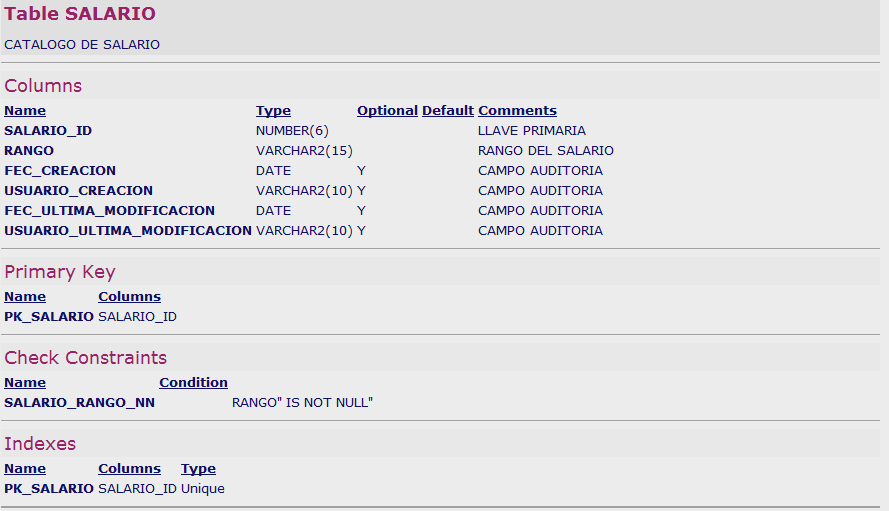 Table SALARIO
CATALOGO DE SALARIO
Columns
Name Type Optional Default Comments
SALARIO_ID NUMBER(6) LLAVE PRIMARIA
RANGO VARCHAR2(15) RANGO DEL SALARIO
FEC_CREACION DATE Y CAMPO AUDITORIA
USUARIO_CREACION VARCHAR2(10) Y CAMPO AUDITORIA
FEC_ULTIMA_MODIFICACION DATE Y CAMPO AUDITORIA
USUARIO_ULTIMA_MODIFICACION VARCHAR2(10) Y CAMPO AUDITORIA
Primary Key
Name Columns
PK_SALARIO SALARIO_ID
Check Constraints
Name Condition
SALARIO_RANGO_NN RANGO" IS NOT NULL"
Indexes
Name Columns Type
PK_SALARIO SALARIO_ID Unique